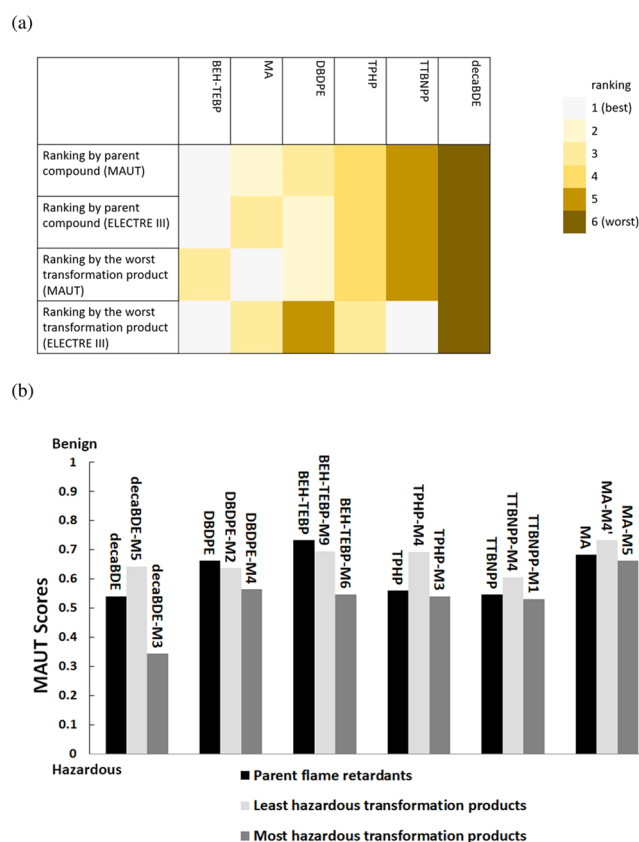 (a)
BEH-TEBP
MA
DBDPE
TPHP
TTBNPP
decaBDE
Ranking by parent
compound (MAUT)
Ranking by parent
compound (ELECTRE III)
Ranking by the worst
transformation product
(MAUT)
Ranking by the worst
transformation product
(ELECTRE III)
ranking
1 (best)
2
3
4
5
6 (worst)
(b)
Benign
1
0.9
0.8
0.7
0.6
0.5
0.4
0.3
0.2
0.1
0
Hazardous
MAUT Scores
decaBDE
decaBDE-M5
decaBDE-M3
DBDPE
DBDPE-M2
DBDPE-M4
BEH-TEBP
BEH-TEBP-M9
BEH-TEBP-M6
TPHP
TPHP-M4
TPHP-M3
TTBNPP
TTBNPP-M4
TTBNPP-M1
MA
MA-M4'
MA-M5
Parent flame retardants
Least hazardous transformation products
Most hazardous transformation products